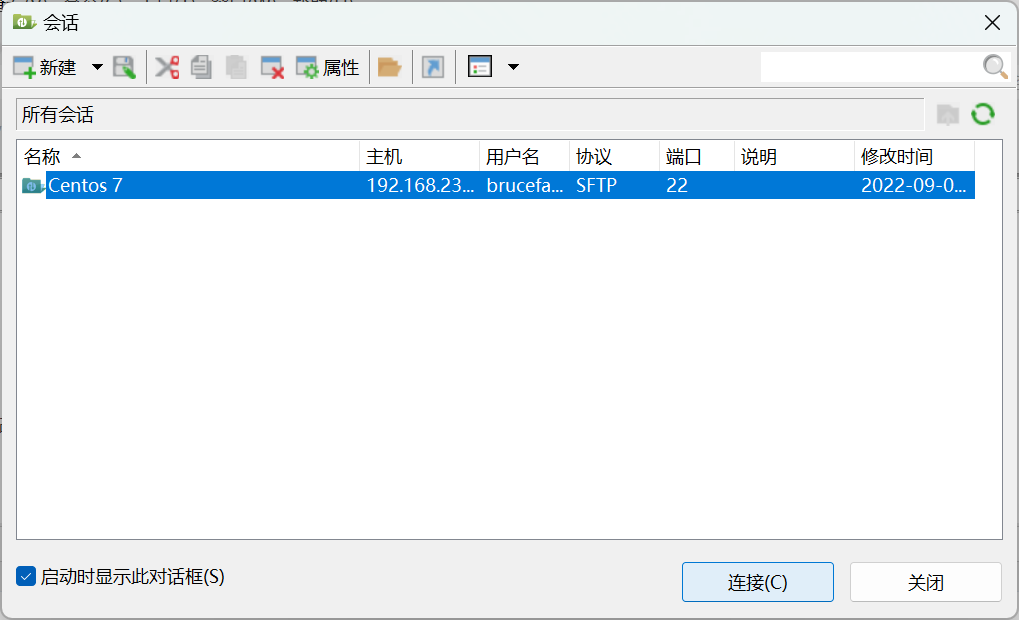 会话
新建 属性
所有会话
名称 主机 用户名 协议 端口 说明 修改时间
Centos 7 192.168.23... brucefa... SFTP 22 2022-09-0...
启动时显示此对话框(S) 连接(C) 关闭